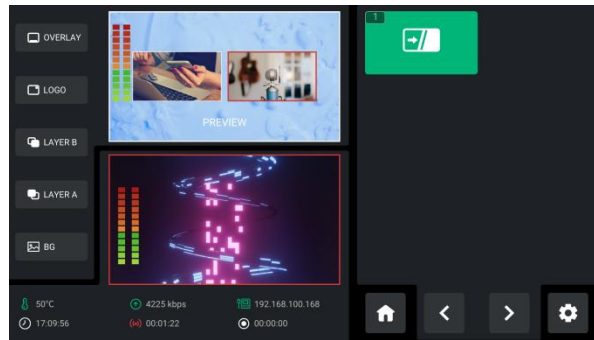 OVERLAY
LOGO
LAYER B
LAYER A
BG
PREVIEW
1
50°C
4225 kbps
192.168.100.168
17:09:56
00:01:22
00:00:00